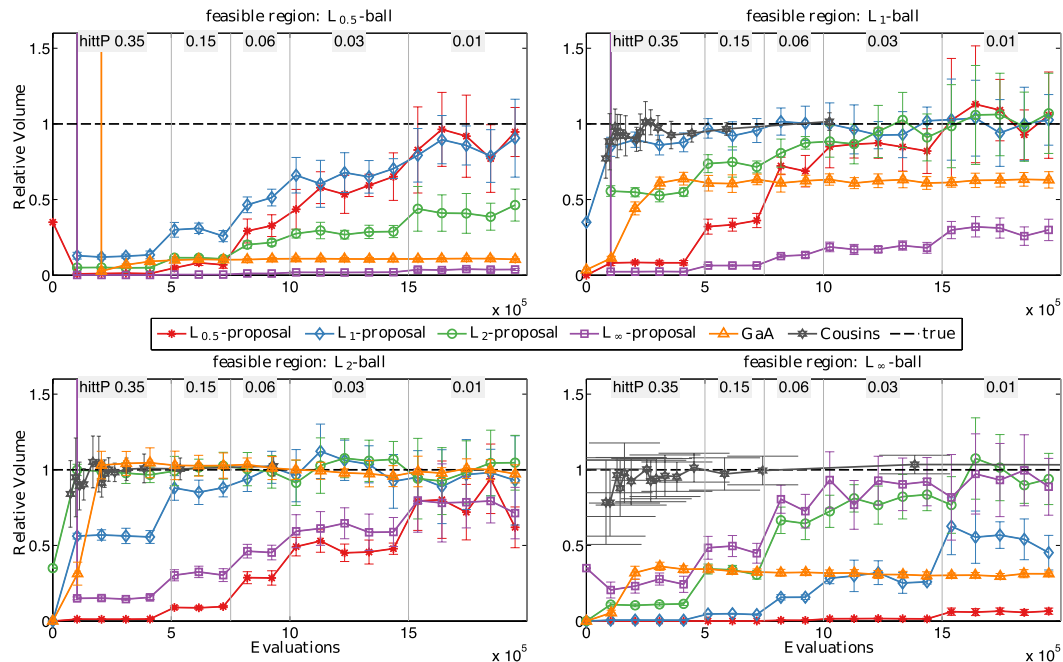 feasible region: L0.5-ball
feasible region: L1-ball
hittP 0.35 0.15 0.06 0.03 0.01
hittP 0.35 0.15 0.06 0.03 0.01
1.5
1
0.5
0
Relative Volume
0 5 10 15
x 10^5
1.5
1
0.5
0
0 5 10 15
x 10^5
L0.5-proposal L1-proposal L2-proposal L∞-proposal GaA Cousins true
feasible region: L2-ball
feasible region: L∞-ball
hittP 0.35 0.15 0.06 0.03 0.01
hittP 0.35 0.15 0.06 0.03 0.01
1.5
1
0.5
0
Relative Volume
0 5 10 15
Evaluations
x 10^5
1.5
1
0.5
0
0 5 10 15
Evaluations
x 10^5